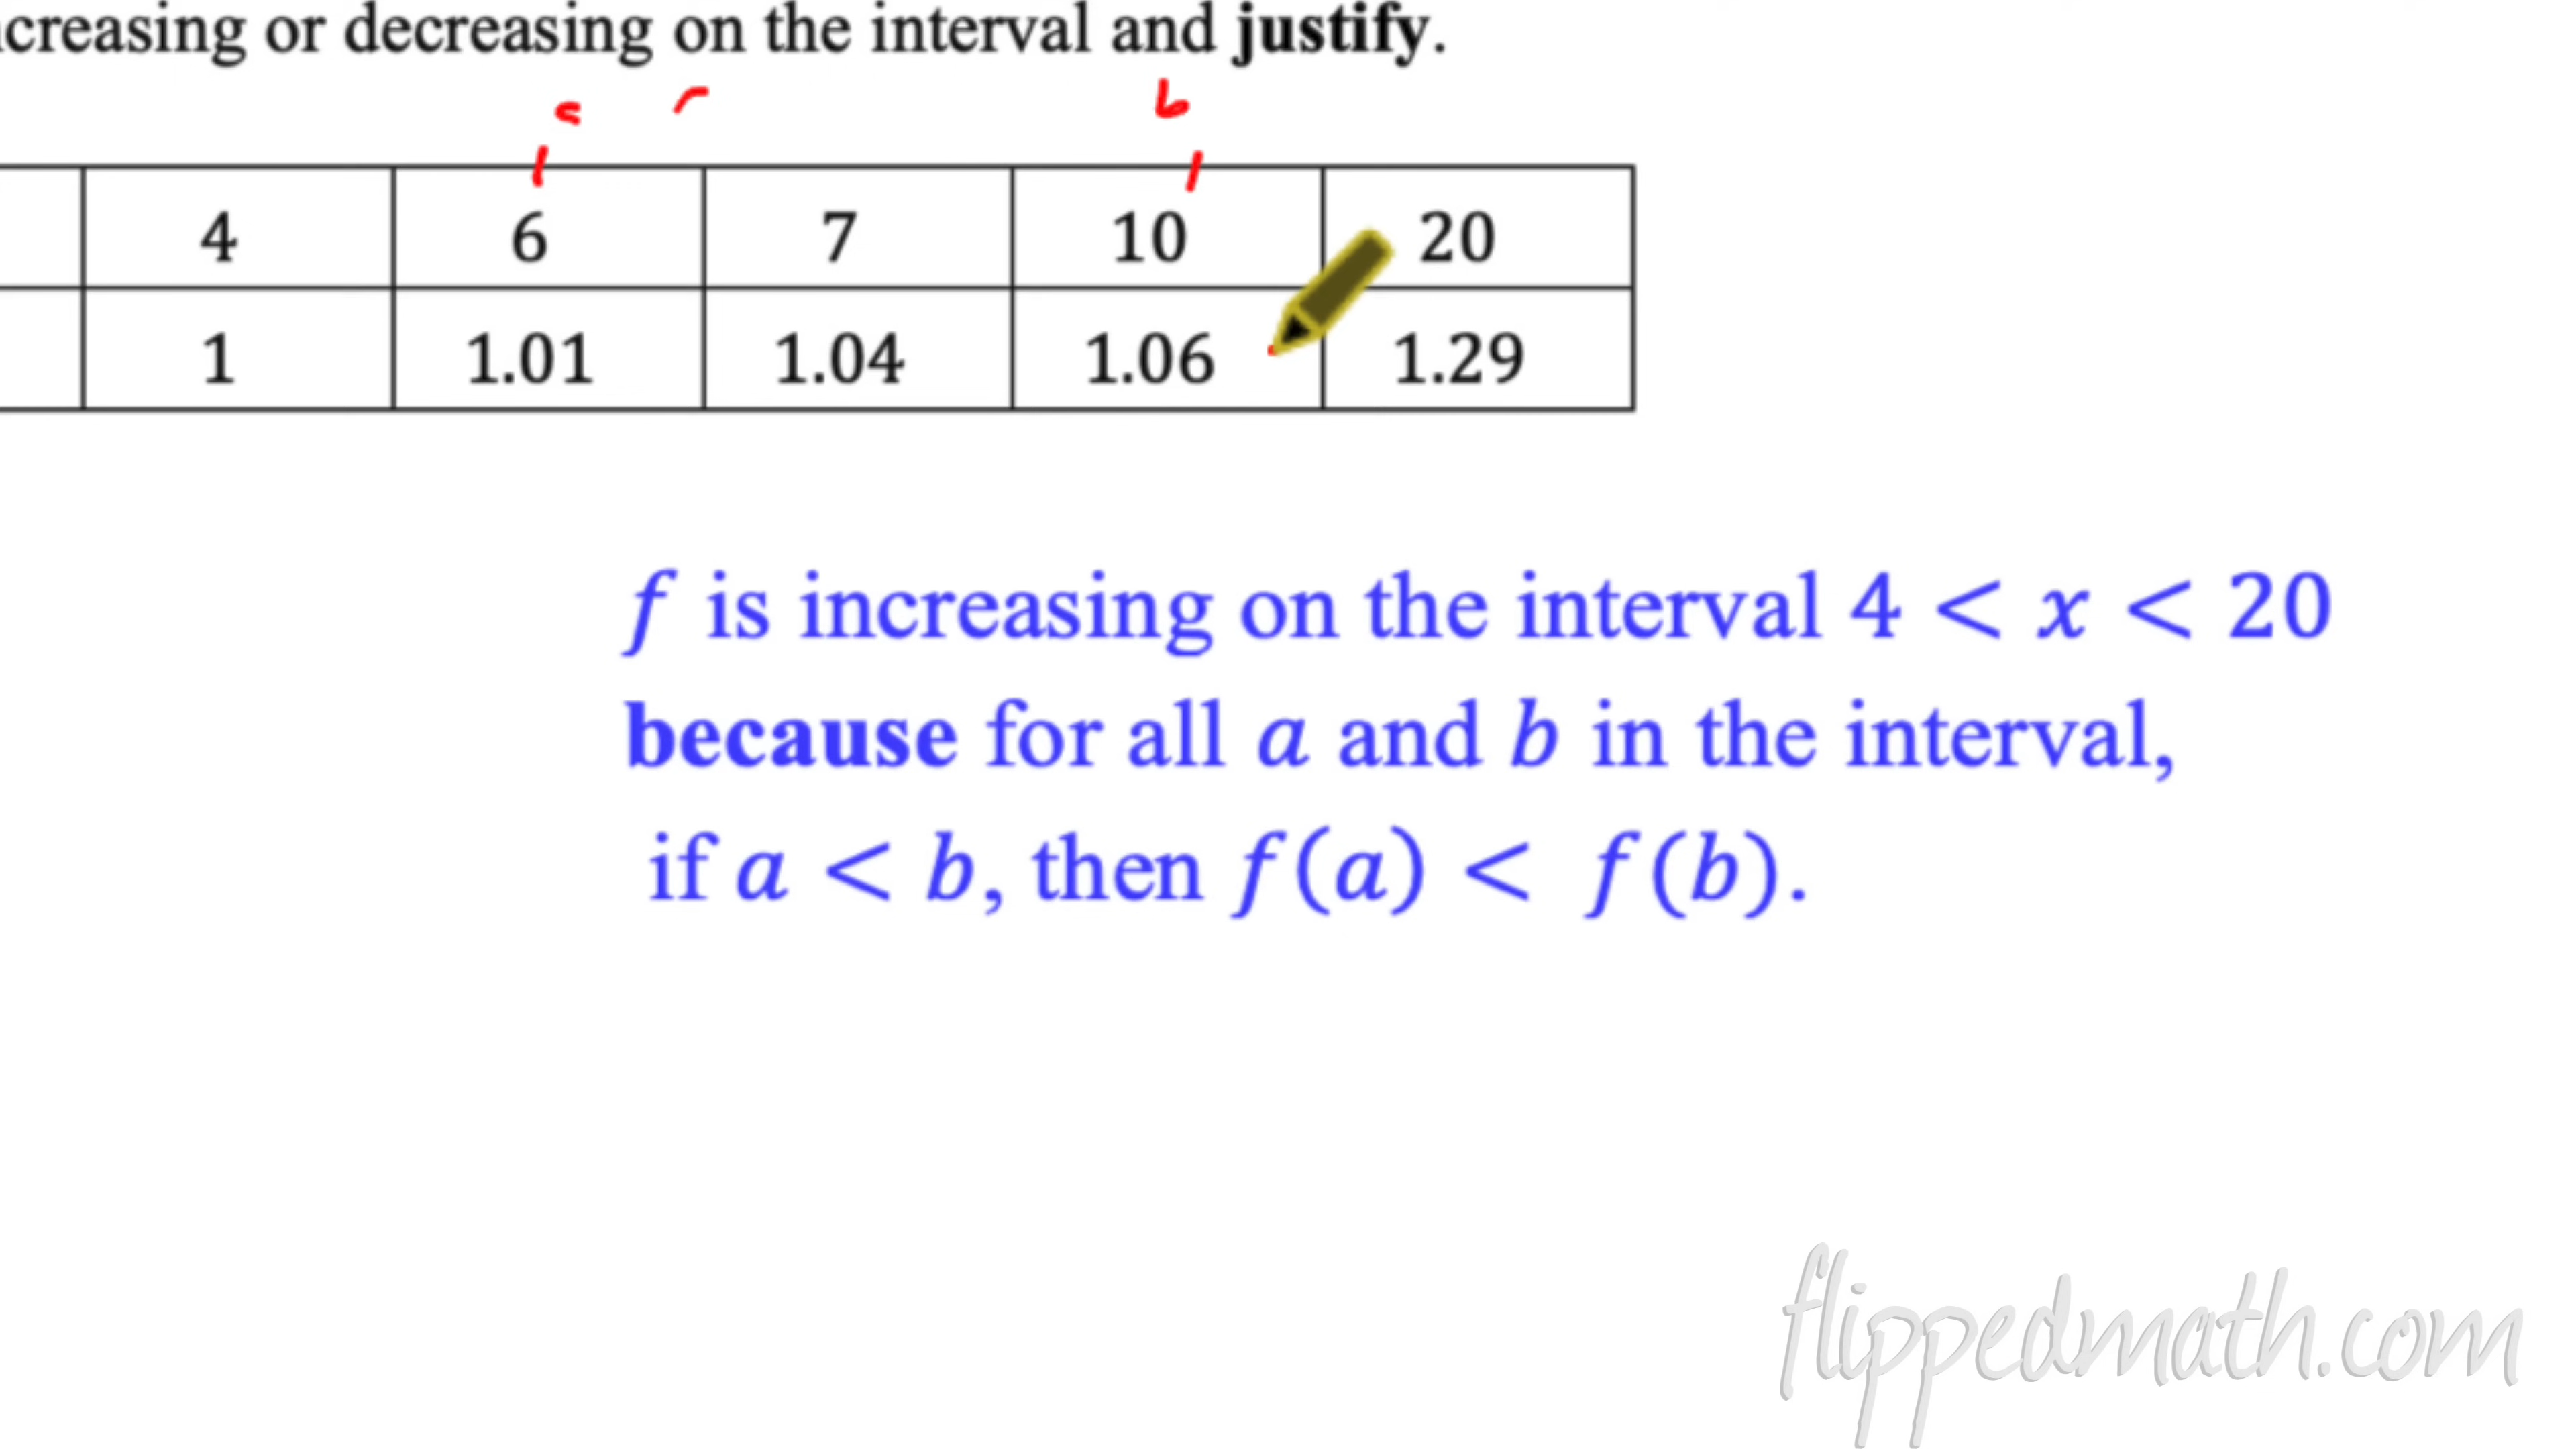 creasing or decreasing on the interval and justify.
b
4 6 7 10 20
1 1.01 1.04 1.06 1.29
f is increasing on the interval 4 < x < 20
because for all a and b in the interval,
if a < b, then f(a) < f(b).
flippedmath.com